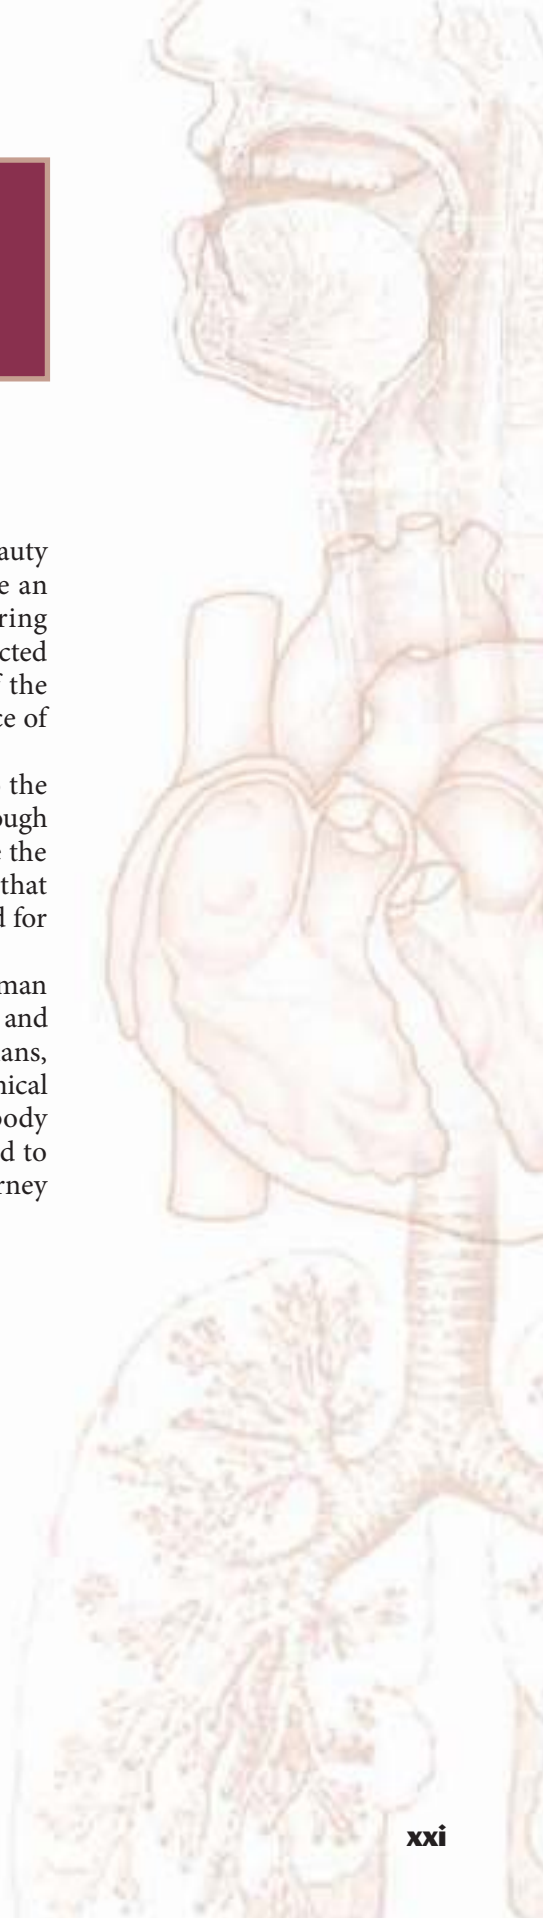 auty
e an
ring
cted
f the
ce of
the
ough
e the
that
d for
man
and
ans,
nical
body
d to
rney
xxi